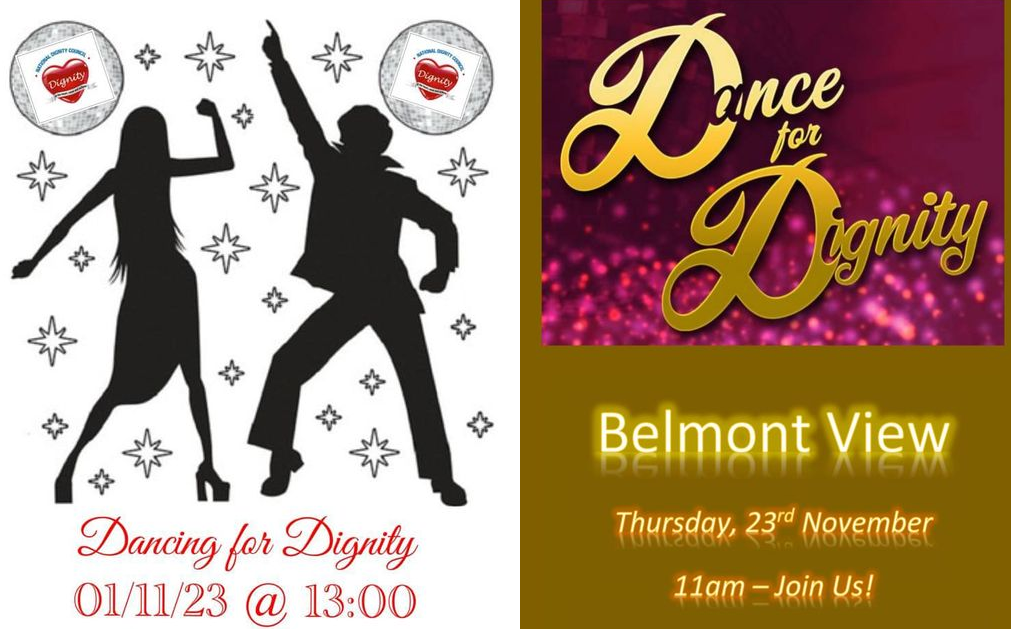 NATIONAL DIGNITY COUNCIL
Dignity
NATIONAL DIGNITY COUNCIL
Dignity
Dancing for Dignity
01/11/23 @ 13:00
Dance
for
Dignity
Belmont View
Thursday, 23rd November
11am – Join Us!